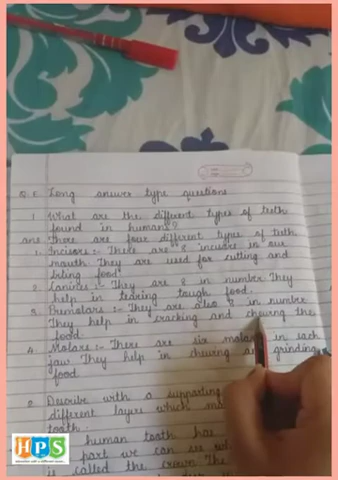 Q.E Long answer type questions
1 What are the different types of teeth
found in humans?
ans. There are four different types of teeth
1. Incisors:- There are 8 incisors in our
mouth. They are used for cutting and
biting food.
2. Canines:- They are 8 in number. They
help in tearing tough food.
3. Premolars:- They are also 8 in number
They help in cracking and chewing the
food.
4. Molars:- There are six molars in each
jaw They help in chewing grinding
food
2. Describe with a supporting
different layers which
tooth.
human tooth has
part we can see
is called the crown. The
HPS